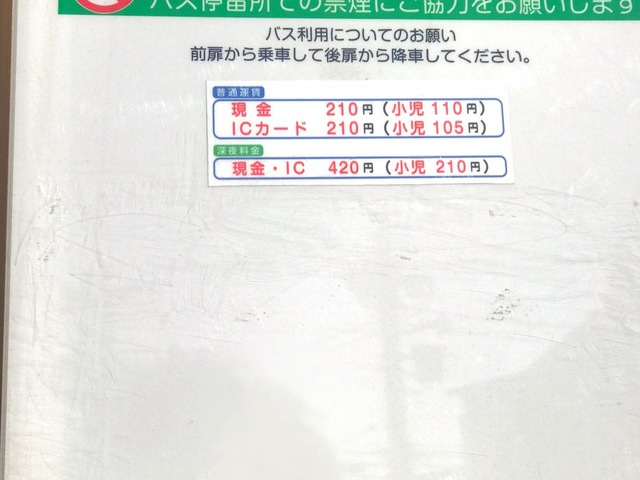 バス停留所での禁煙にご協力をお願いします
バス利用についてのお願い
前扉から乗車して後扉から降車してください。
普通運賃
現金 210円(小児110円)
ICカード 210円(小児105円)
深夜料金
現金・IC 420円(小児210円)